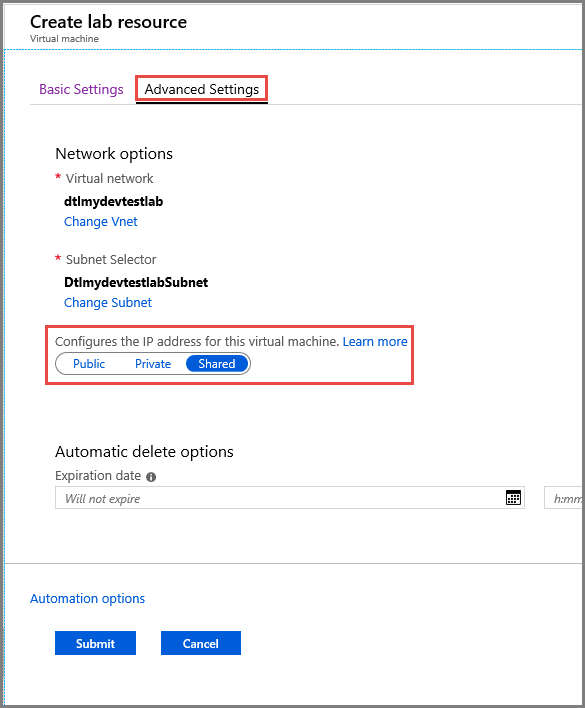 Create lab resource
Virtual machine
Basic Settings Advanced Settings
Network options
* Virtual network
dtlmydevtestlab
Change Vnet
* Subnet Selector
DtlmydevtestlabSubnet
Change Subnet
Configures the IP address for this virtual machine. Learn more
Public Private Shared
Automatic delete options
Expiration date
Will not expire h:mm
Automation options
Submit Cancel